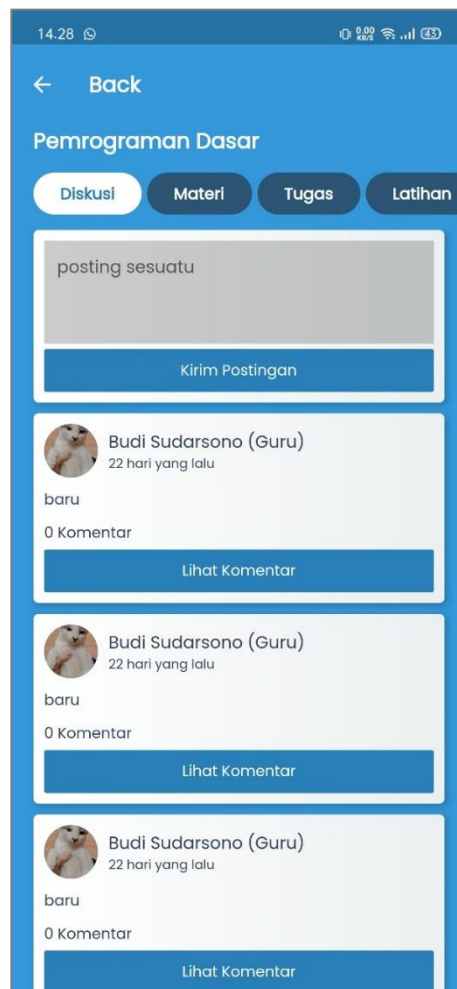 14.28 0.00 KB/S 43
Back
Pemrograman Dasar
Diskusi Materi Tugas Latihan
posting sesuatu
Kirim Postingan
Budi Sudarsono (Guru)
22 hari yang lalu
baru
0 Komentar
Lihat Komentar
Budi Sudarsono (Guru)
22 hari yang lalu
baru
0 Komentar
Lihat Komentar
Budi Sudarsono (Guru)
22 hari yang lalu
baru
0 Komentar
Lihat Komentar